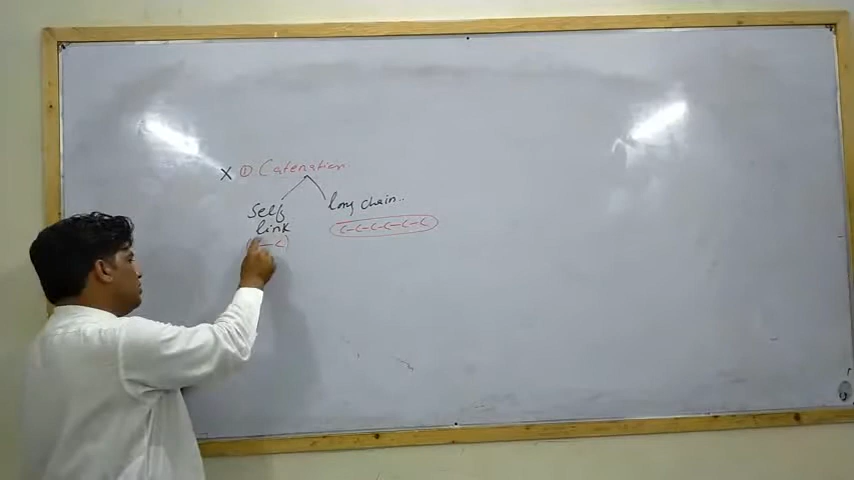 X ① Catenation.
Self
link
long chain..
–C
C–C–C–C–C–C